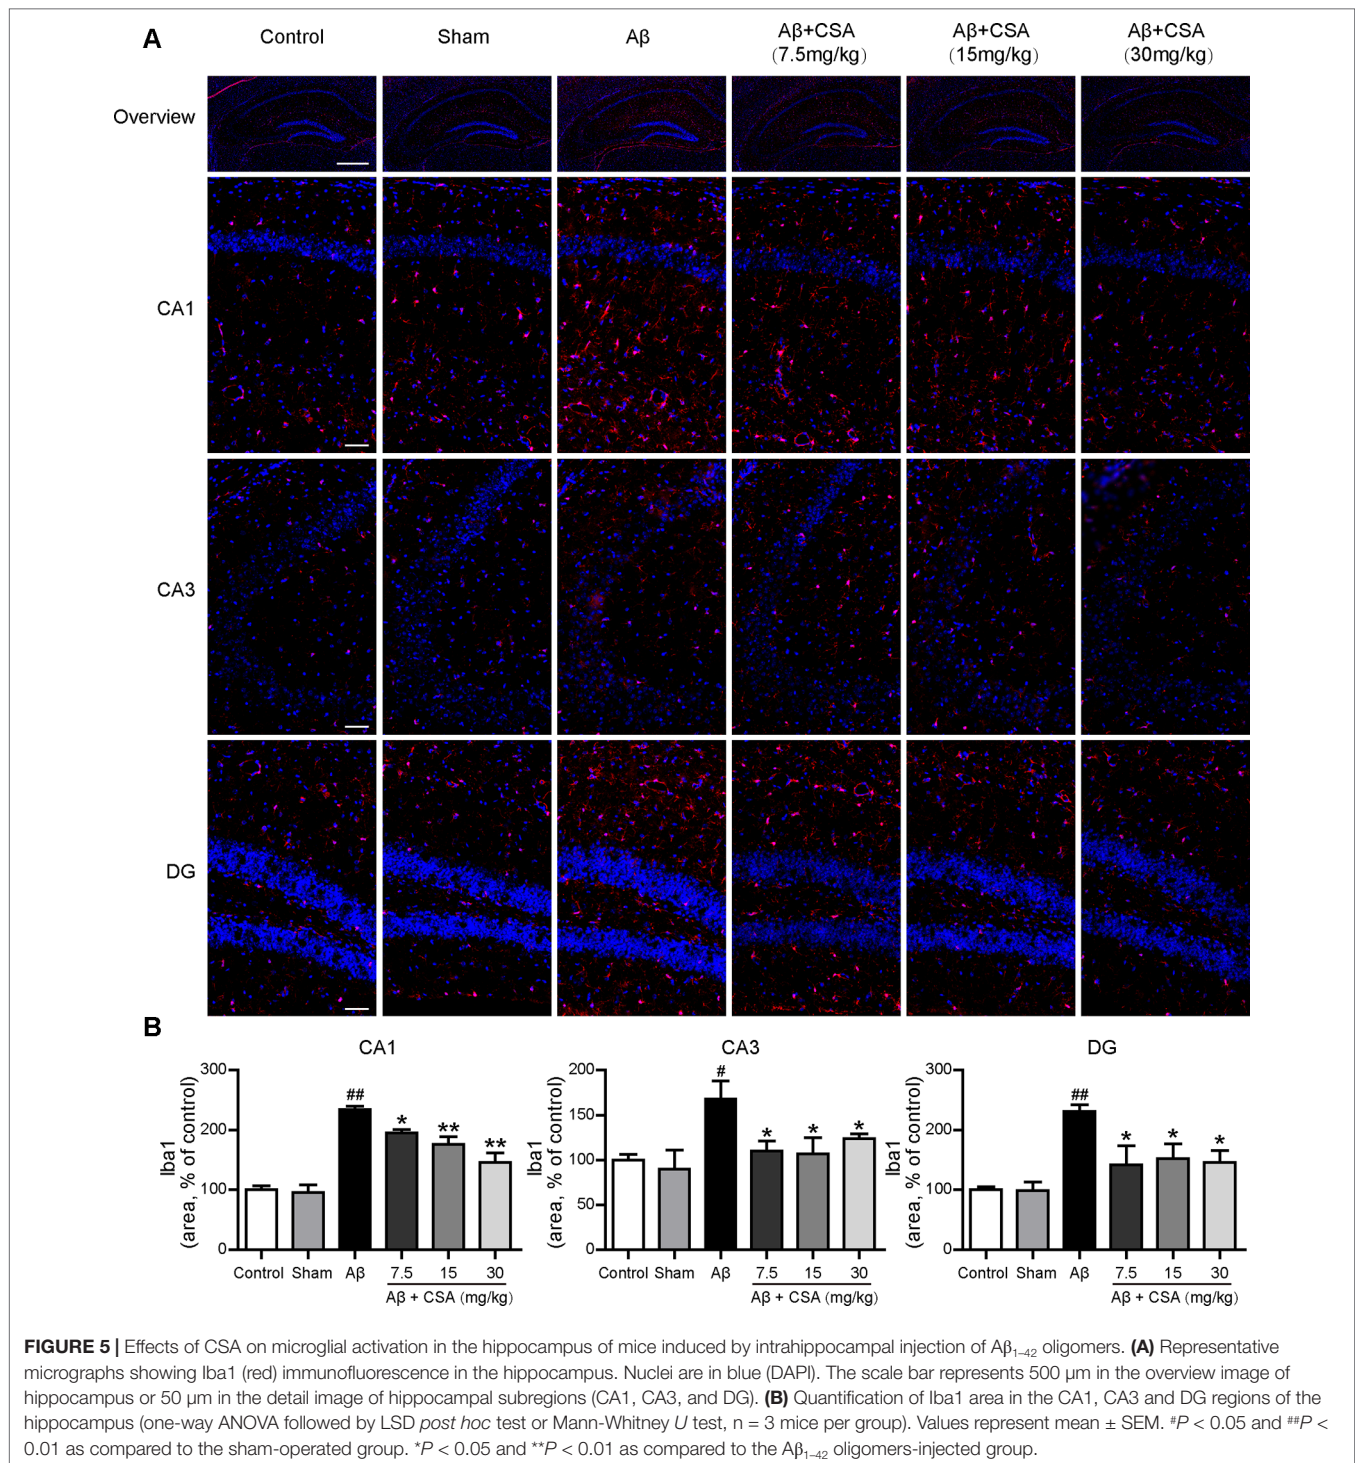 A
Control
Sham
Aβ
Aβ+CSA
(7.5mg/kg)
Aβ+CSA
(15mg/kg)
Aβ+CSA
(30mg/kg)
Overview
CA1
CA3
DG
B
CA1
Iba1
(area, % of control)
300
200
100
0
##
*
**
**
Control
Sham
Aβ
7.5
15
30
Aβ + CSA (mg/kg)
CA3
Iba1
(area, % of control)
200
150
100
50
0
#
*
*
*
Control
Sham
Aβ
7.5
15
30
Aβ + CSA (mg/kg)
DG
Iba1
(area, % of control)
300
200
100
0
##
*
*
*
Control
Sham
Aβ
7.5
15
30
Aβ + CSA (mg/kg)
FIGURE 5 | Effects of CSA on microglial activation in the hippocampus of mice induced by intrahippocampal injection of Aβ1–42 oligomers. (A) Representative
micrographs showing Iba1 (red) immunofluorescence in the hippocampus. Nuclei are in blue (DAPI). The scale bar represents 500 µm in the overview image of
hippocampus or 50 µm in the detail image of hippocampal subregions (CA1, CA3, and DG). (B) Quantification of Iba1 area in the CA1, CA3 and DG regions of the
hippocampus (one-way ANOVA followed by LSD post hoc test or Mann-Whitney U test, n = 3 mice per group). Values represent mean ± SEM. #P < 0.05 and ##P <
0.01 as compared to the sham-operated group. *P < 0.05 and **P < 0.01 as compared to the Aβ1–42 oligomers-injected group.